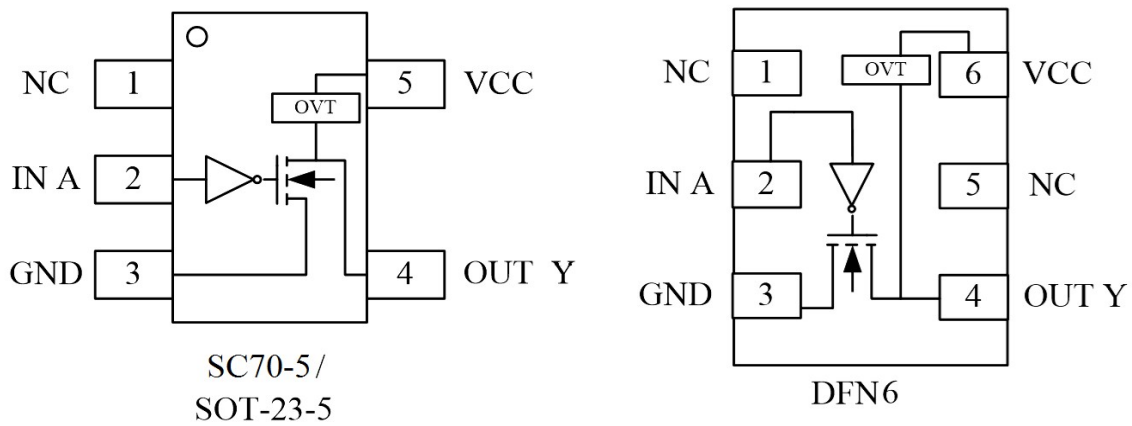 NC 1
5 VCC
OVT
IN A 2
GND 3
4 OUT Y
SC70-5/
SOT-23-5
NC 1
OVT
6 VCC
IN A 2
5 NC
GND 3
4 OUT Y
DFN6